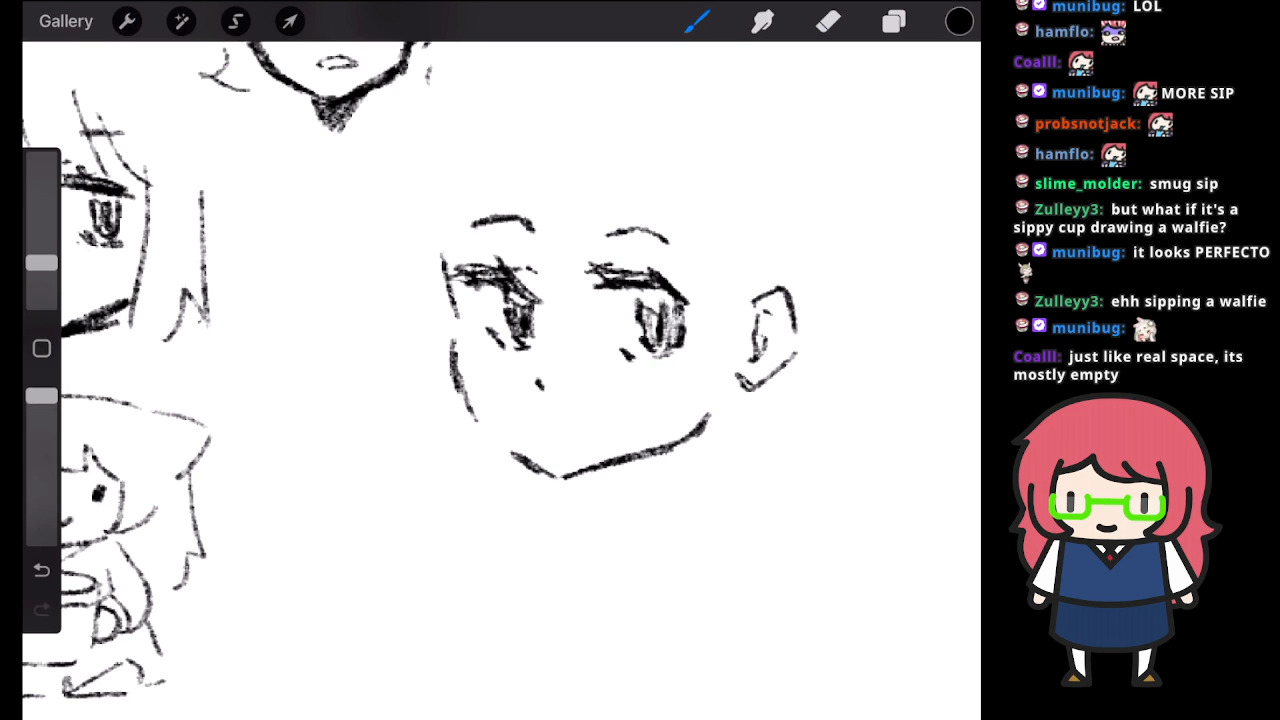 Gallery
munibug: LOL
hamflo:
Coalll:
munibug: MORE SIP
probsnotjack:
hamflo:
slime_molder: smug sip
Zulleyy3: but what if it's a
sippy cup drawing a walfie?
munibug: it looks PERFECTO
Zulleyy3: ehh sipping a walfie
munibug:
Coalll: just like real space, its
mostly empty